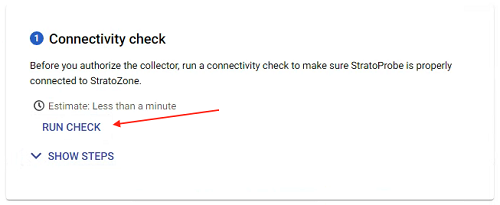 1 Connectivity check
Before you authorize the collector, run a connectivity check to make sure StratoProbe is properly
connected to StratoZone.
Estimate: Less than a minute
RUN CHECK
SHOW STEPS